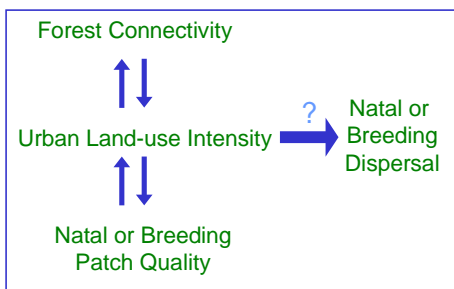 Forest Connectivity
?
Urban Land-use Intensity
Natal or
Breeding
Dispersal
Natal or Breeding
Patch Quality